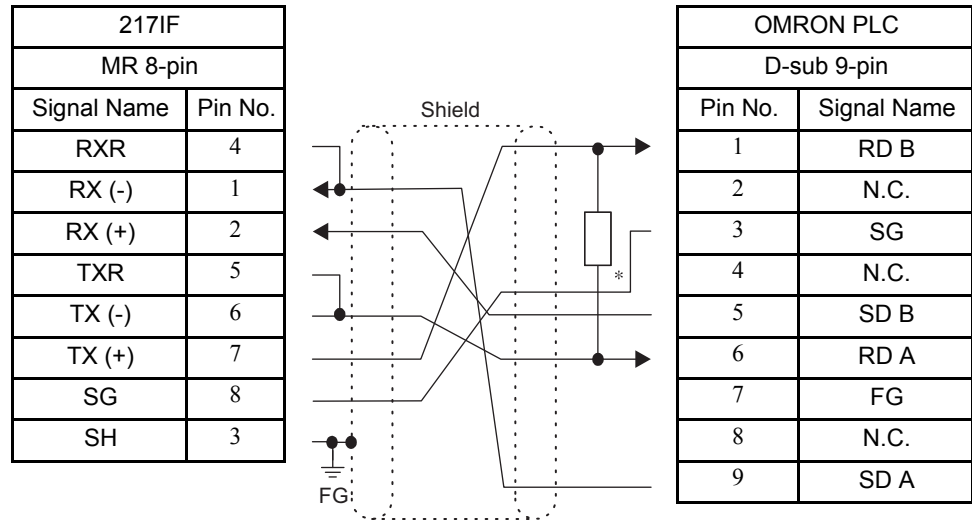 217IF
MR 8-pin
Signal Name Pin No.
RXR 4
RX (-) 1
RX (+) 2
TXR 5
TX (-) 6
TX (+) 7
SG 8
SH 3
Shield
*
FG
OMRON PLC
D-sub 9-pin
Pin No. Signal Name
1 RD B
2 N.C.
3 SG
4 N.C.
5 SD B
6 RD A
7 FG
8 N.C.
9 SD A